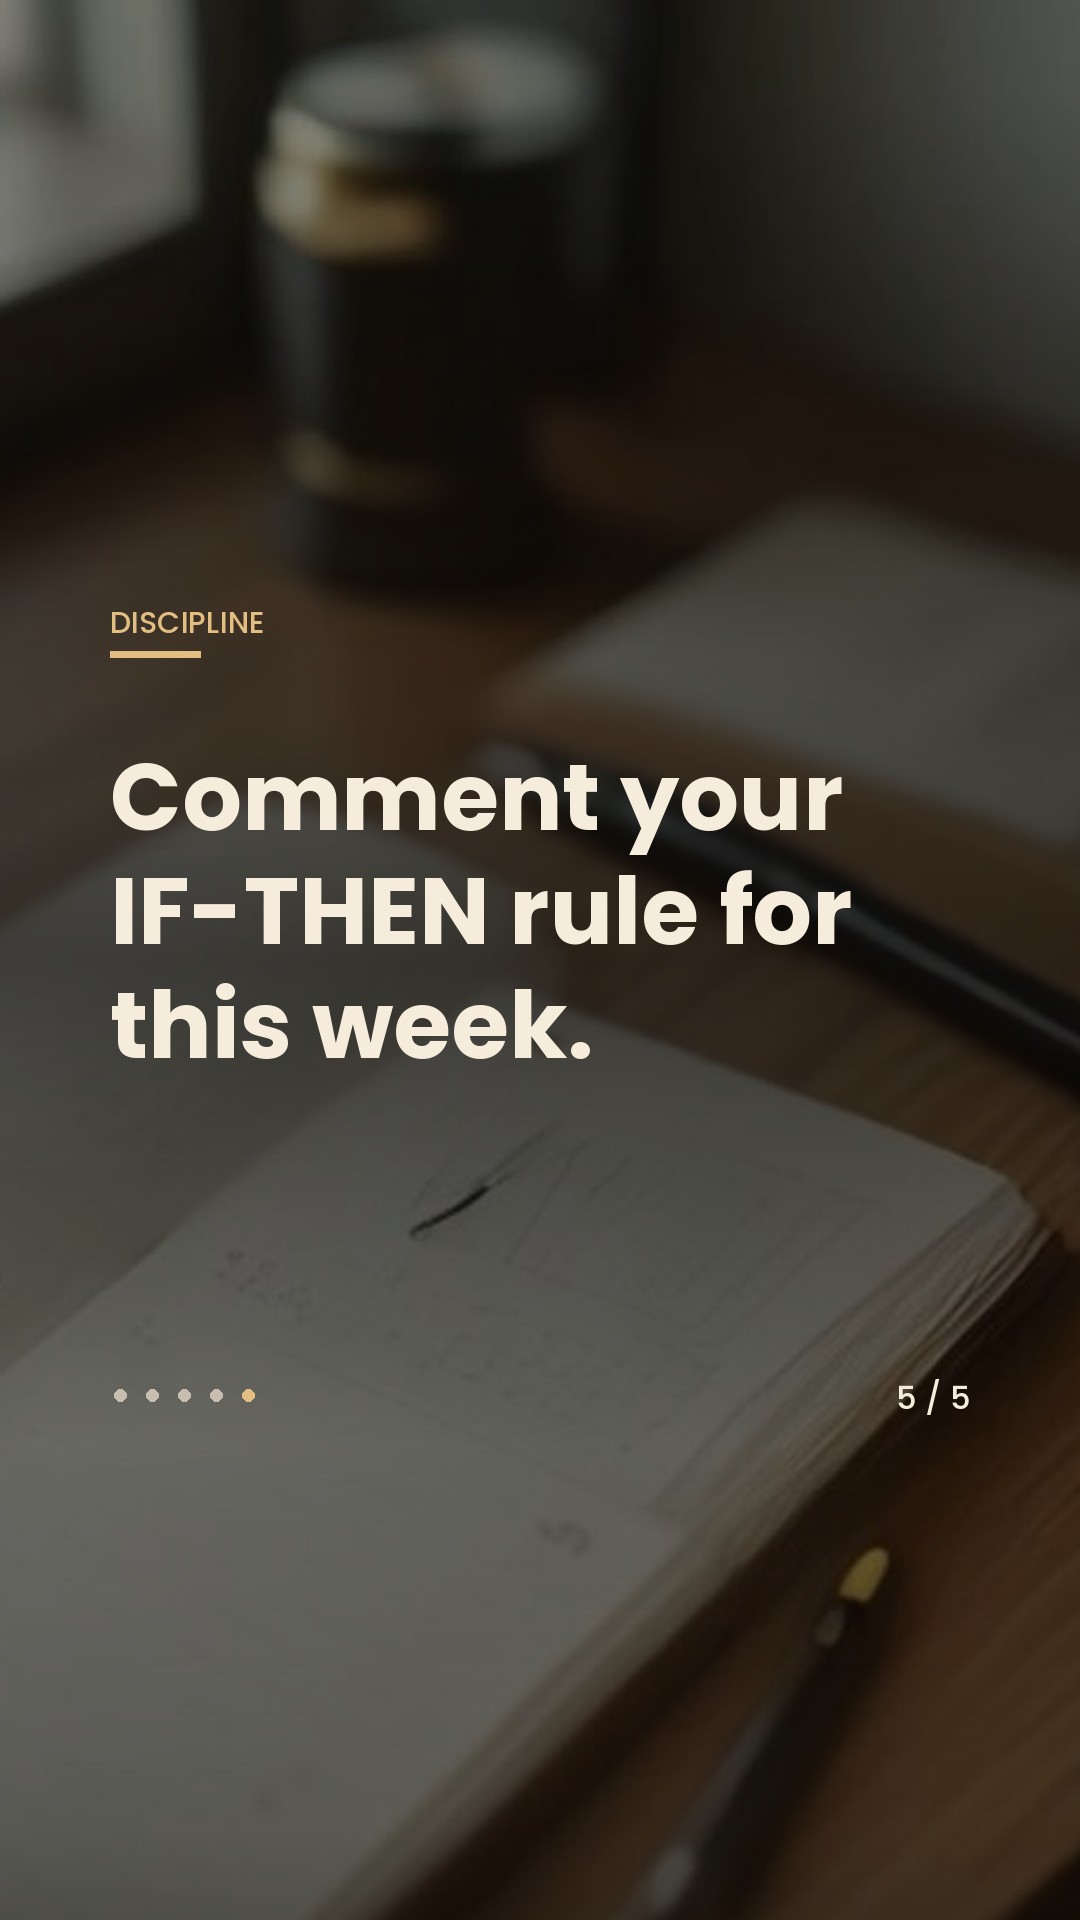 DISCIPLINE
Comment your
IF-THEN rule for
this week.
5 / 5